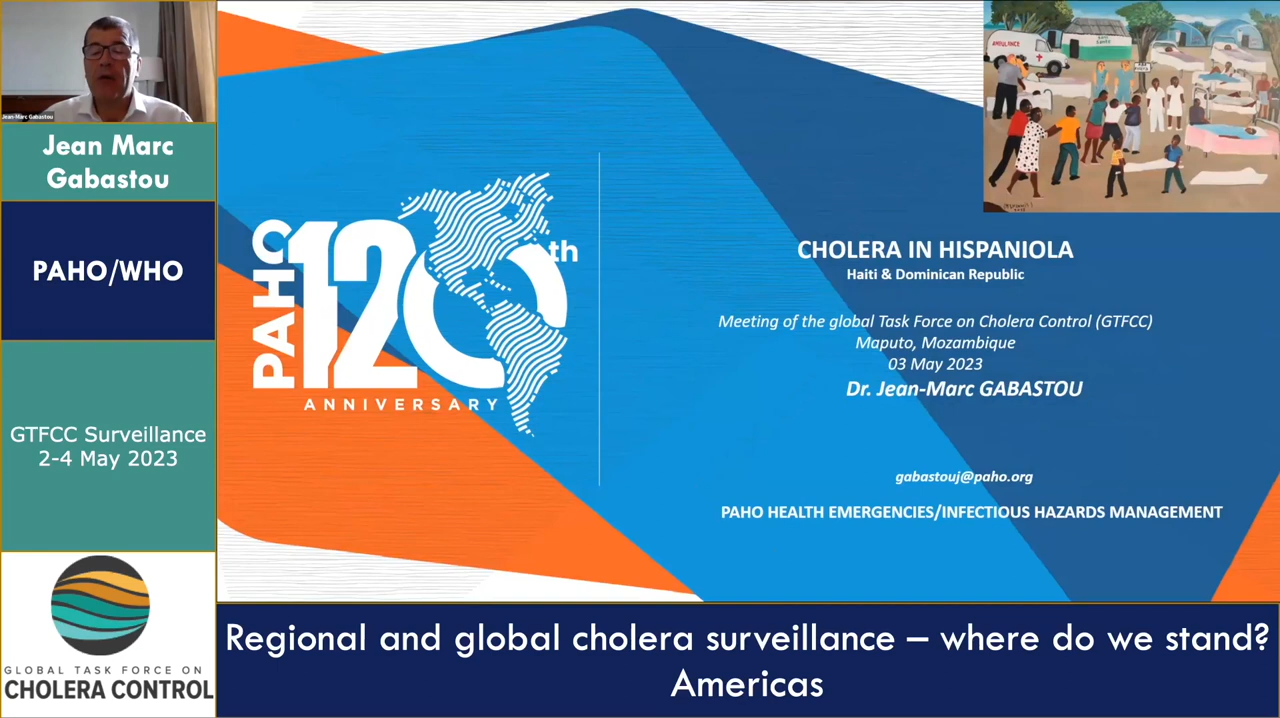 Jean-Marc Gabastou
Jean Marc
Gabastou
PAHO/WHO
GTFCC Surveillance
2-4 May 2023
GLOBAL TASK FORCE ON
CHOLERA CONTROL
PAHO
120th
ANNIVERSARY
AMBULANCE
CHOLERA IN HISPANIOLA
Haiti & Dominican Republic
Meeting of the global Task Force on Cholera Control (GTFCC)
Maputo, Mozambique
03 May 2023
Dr. Jean-Marc GABASTOU
gabastouj@paho.org
PAHO HEALTH EMERGENCIES/INFECTIOUS HAZARDS MANAGEMENT
Regional and global cholera surveillance – where do we stand?
Americas